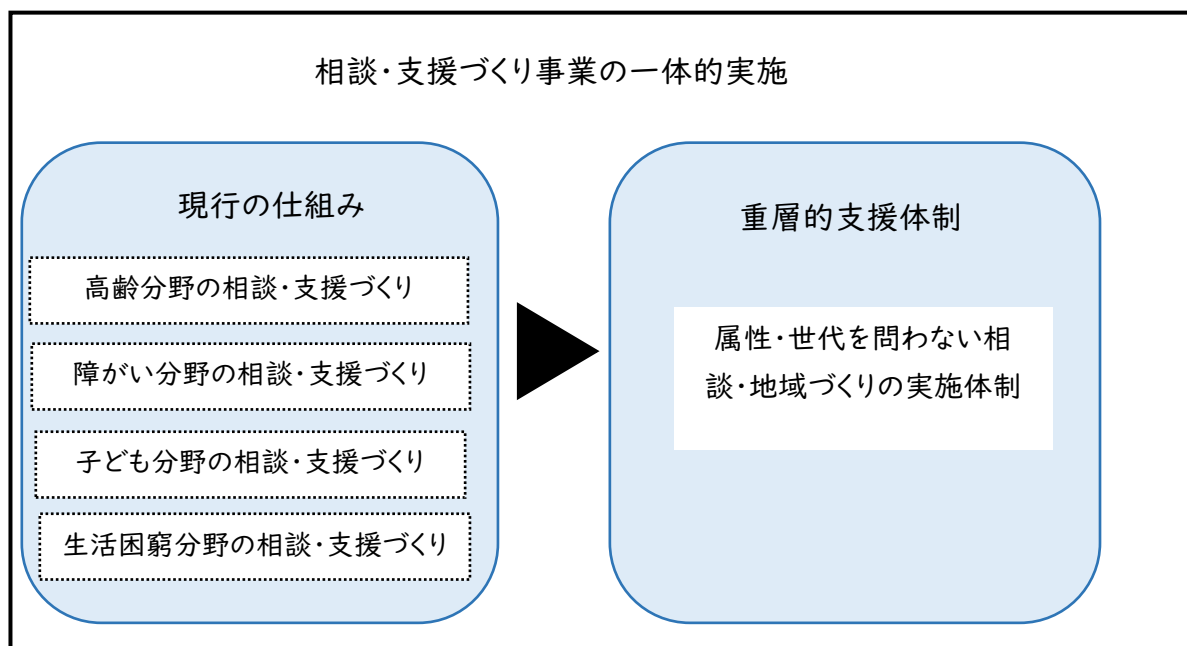 相談・支援づくり事業の一体的実施
現行の仕組み
高齢分野の相談・支援づくり
障がい分野の相談・支援づくり
子ども分野の相談・支援づくり
生活困窮分野の相談・支援づくり
重層的支援体制
属性・世代を問わない相
談・地域づくりの実施体制